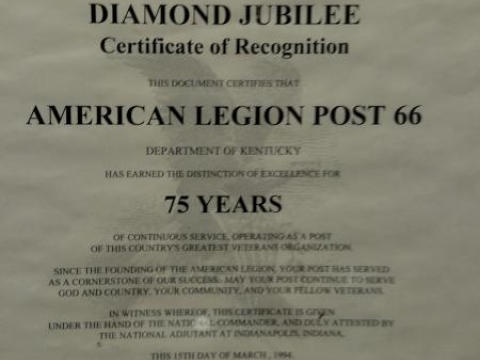 DIAMOND JUBILEE
Certificate of Recognition
THIS DOCUMENT CERTIFIES THAT
AMERICAN LEGION POST 66
DEPARTMENT OF KENTUCKY
HAS EARNED THE DISTINCTION OF EXCELLENCE FOR
75 YEARS
OF CONTINUOUS SERVICE, OPERATING AS A POST
OF THIS COUNTRY'S GREATEST VETERANS ORGANIZATION.
SINCE THE FOUNDING OF THE AMERICAN LEGION, YOUR POST HAS SERVED
AS A CORNERSTONE OF OUR SUCCESS. MAY YOUR POST CONTINUE TO SERVE
GOD AND COUNTRY, YOUR COMMUNITY, AND YOUR FELLOW VETERANS.
IN WITNESS WHEREOF, THIS CERTIFICATE IS GIVEN
UNDER THE HAND OF THE NATIONAL COMMANDER, AND DULY ATTESTED BY
THE NATIONAL ADJUTANT AT INDIANAPOLIS, INDIANA,
THIS 15TH DAY OF MARCH, 1994.